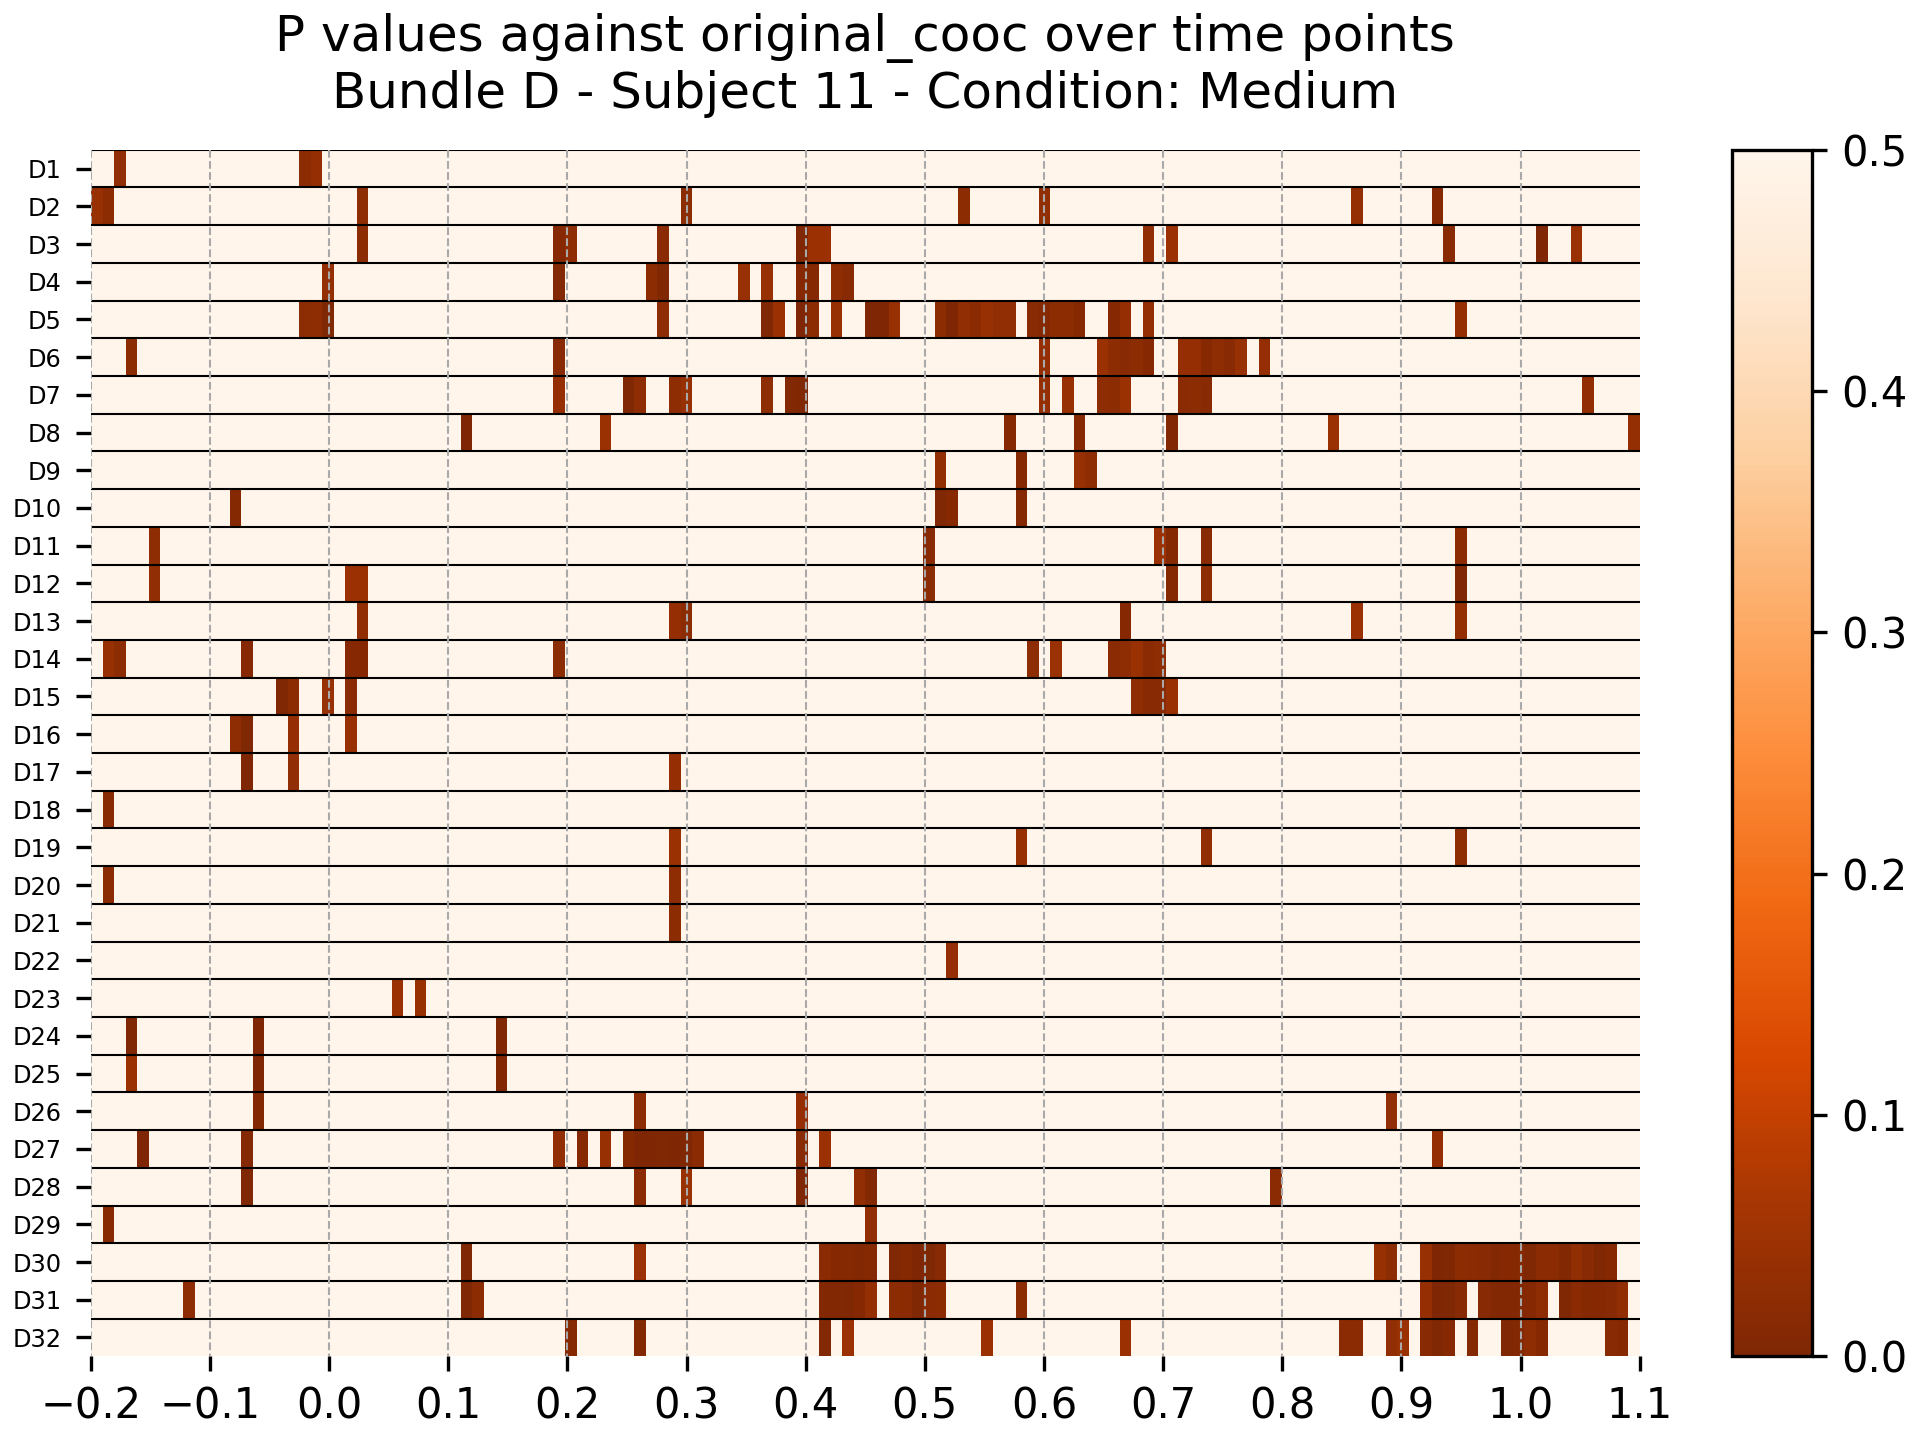 P values against original_cooc over time points
Bundle D - Subject 11 - Condition: Medium
D1
D2
D3
D4
D5
D6
D7
D8
D9
D10
D11
D12
D13
D14
D15
D16
D17
D18
D19
D20
D21
D22
D23
D24
D25
D26
D27
D28
D29
D30
D31
D32
−0.2 −0.1 0.0 0.1 0.2 0.3 0.4 0.5 0.6 0.7 0.8 0.9 1.0 1.1
0.5
0.4
0.3
0.2
0.1
0.0